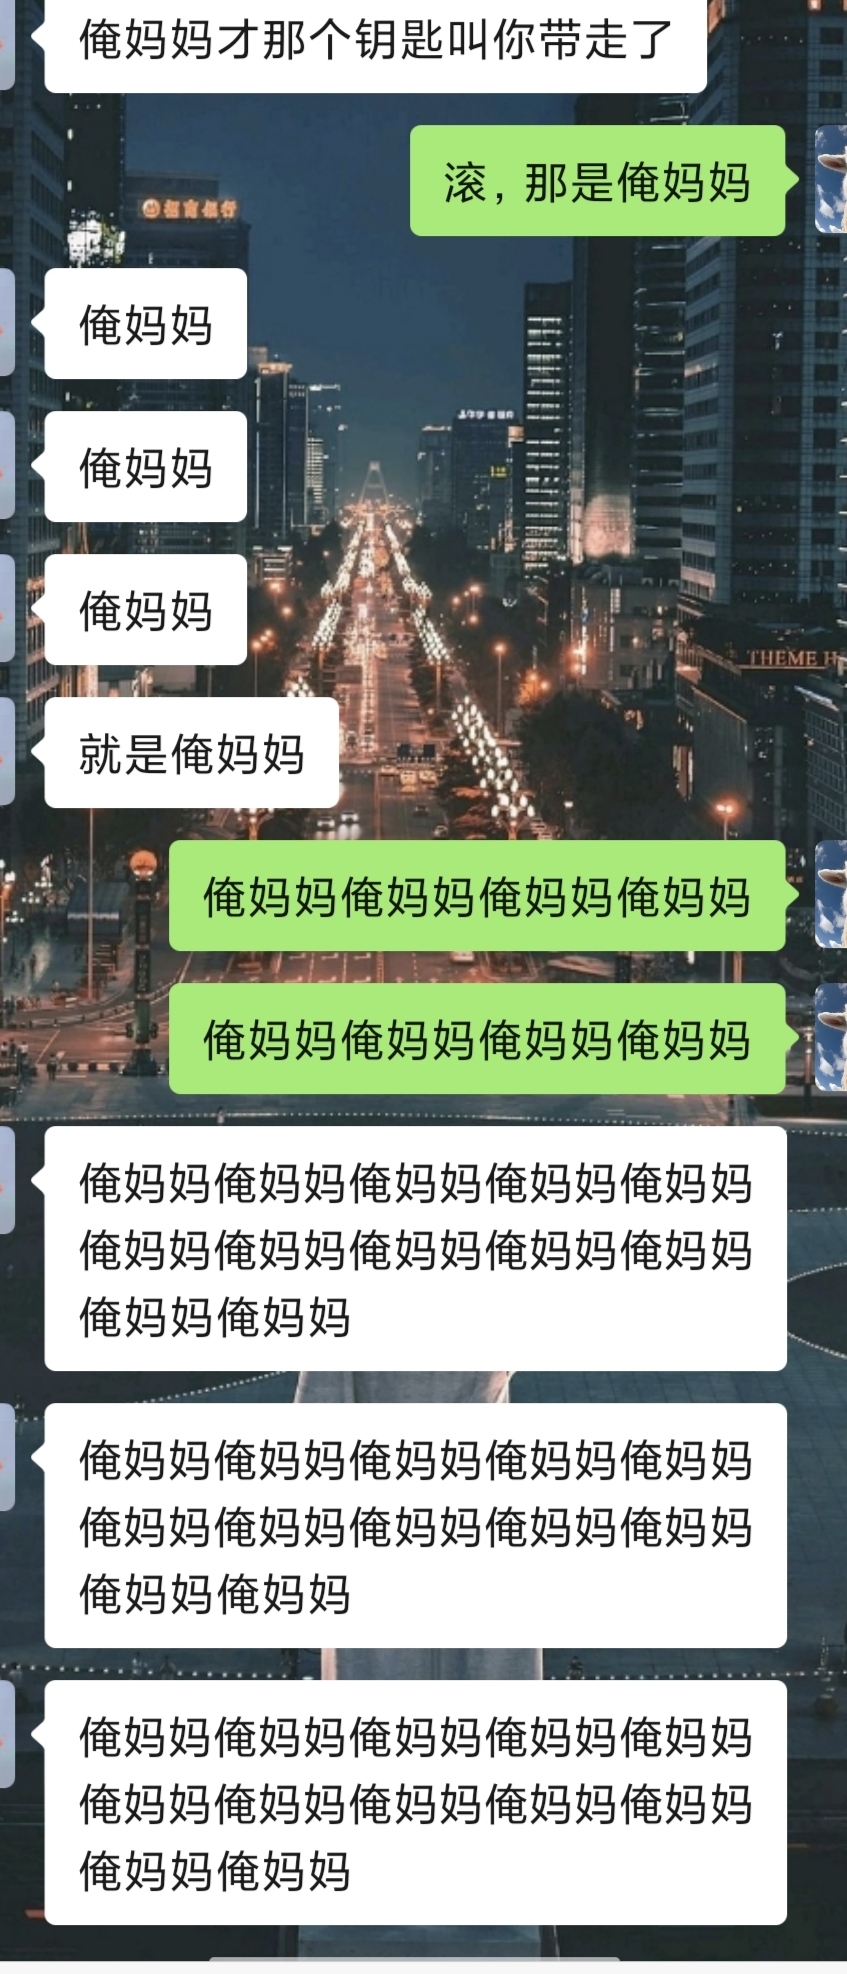 俺妈妈才那个钥匙叫你带走了
滚,那是俺妈妈
招商银行
俺妈妈
俺妈妈
俺妈妈
THEME H
就是俺妈妈
俺妈妈俺妈妈俺妈妈俺妈妈
俺妈妈俺妈妈俺妈妈俺妈妈
俺妈妈俺妈妈俺妈妈俺妈妈俺妈妈
俺妈妈俺妈妈俺妈妈俺妈妈俺妈妈
俺妈妈俺妈妈
俺妈妈俺妈妈俺妈妈俺妈妈俺妈妈
俺妈妈俺妈妈俺妈妈俺妈妈俺妈妈
俺妈妈俺妈妈
俺妈妈俺妈妈俺妈妈俺妈妈俺妈妈
俺妈妈俺妈妈俺妈妈俺妈妈俺妈妈
俺妈妈俺妈妈